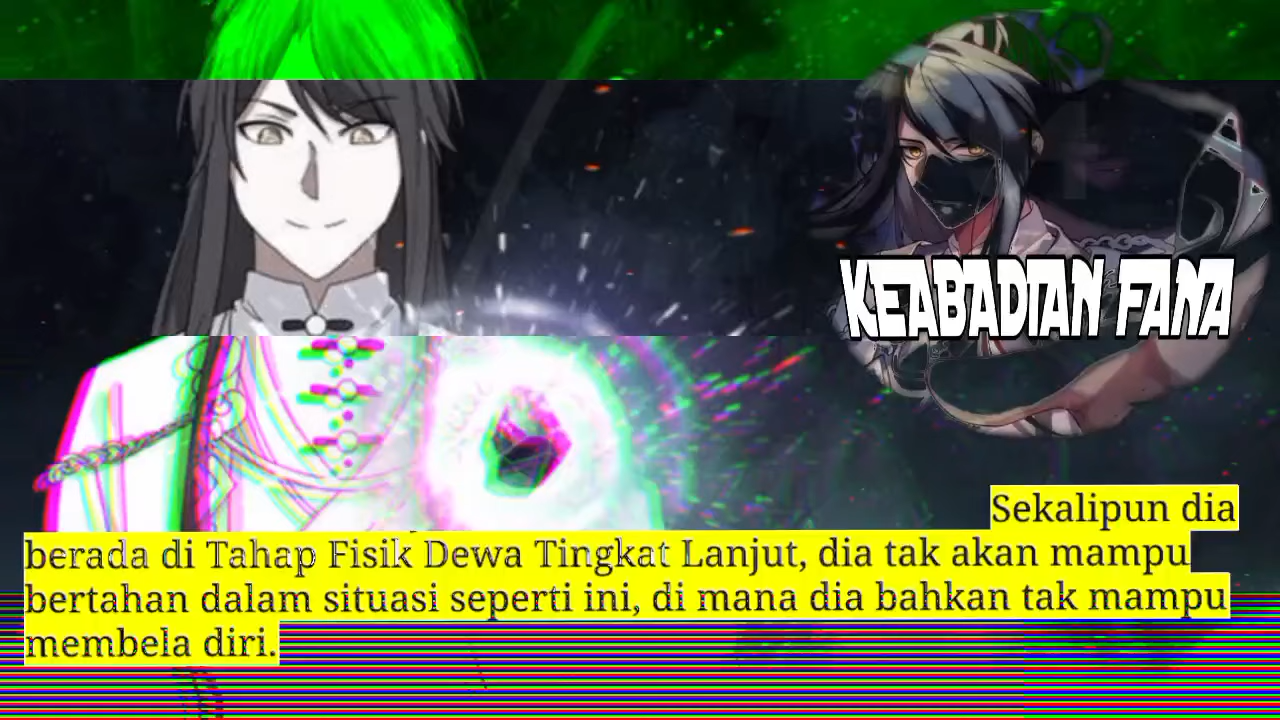 KEABADIAN FANA
Sekalipun dia
berada di Tahap Fisik Dewa Tingkat Lanjut, dia tak akan mampu
bertahan dalam situasi seperti ini, di mana dia bahkan tak mampu
membela diri.